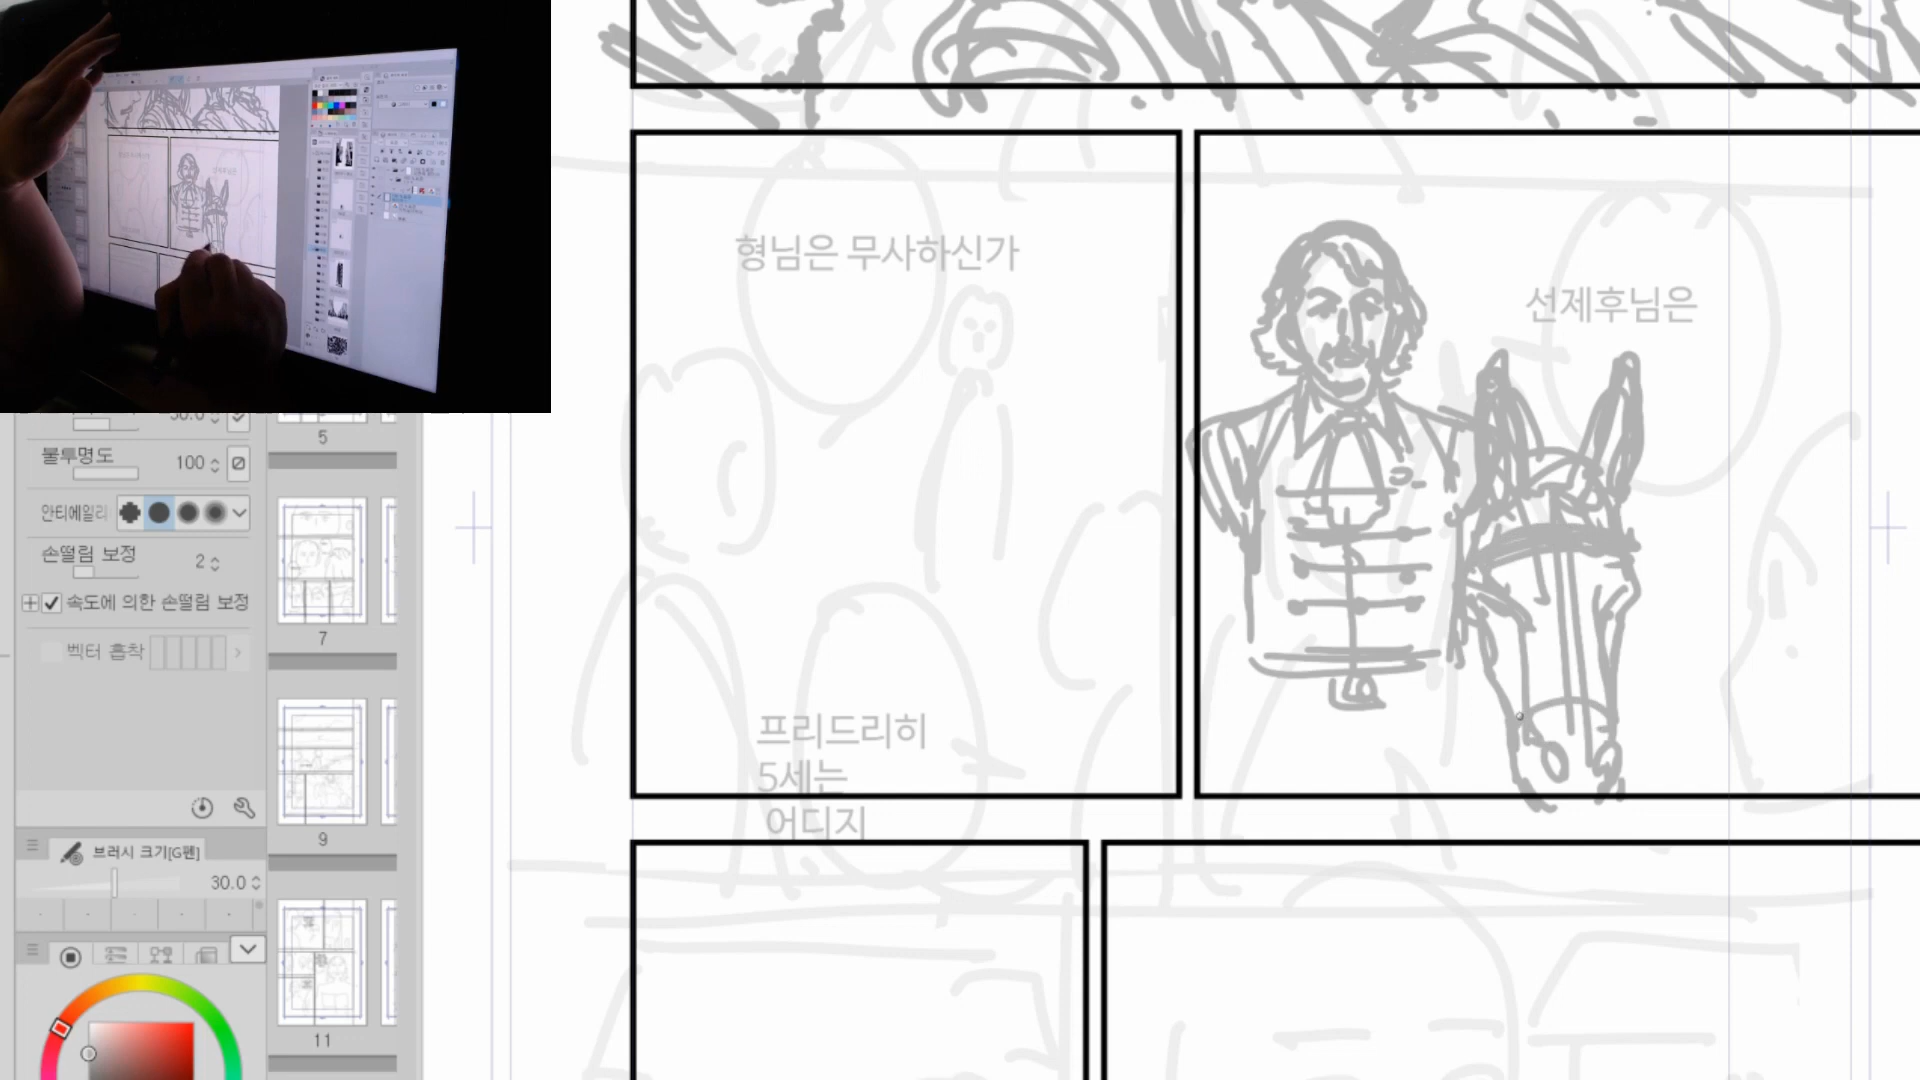 형님은 무사하신가
선제후님은
프리드리히
5세는
어디지
5
불투명도
100
안티에일리
손떨림 보정
2
속도에 의한 손떨림 보정
벡터 흡착
7
9
브러시 크기[G펜]
30.0
11